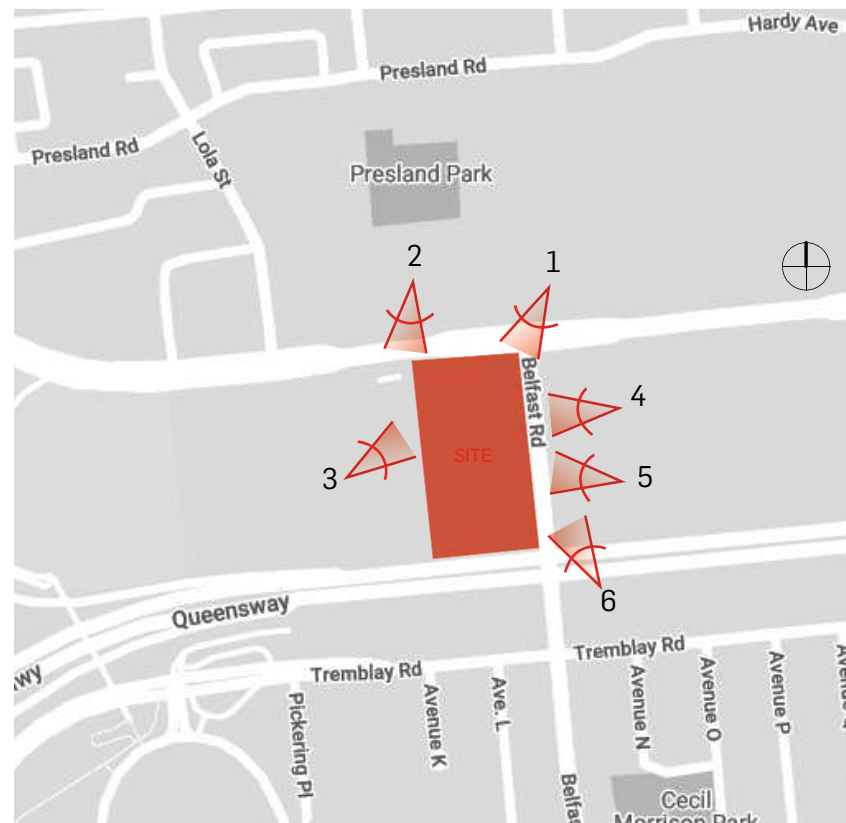 Hardy Ave
Presland Rd
Presland Rd
Lola St
Presland Park
2
1
Belfast Rd
4
SITE
3
5
6
Queensway
Tremblay Rd
Tremblay Rd
Pickering Pl
Avenue K
Ave. L
Avenue N
Avenue O
Avenue P
Cecil
Morrison Park